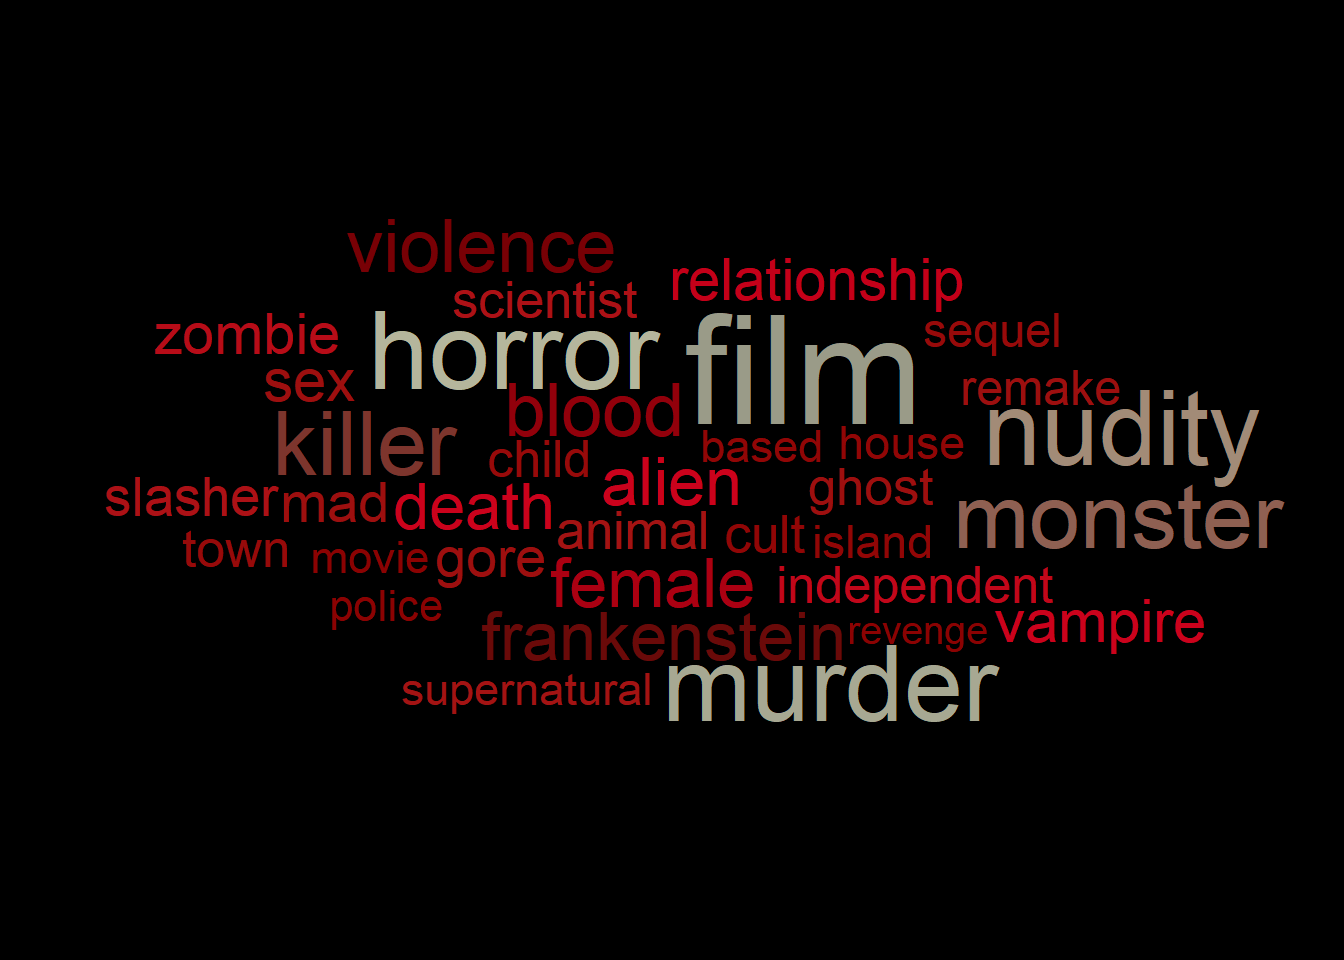 violence
relationship
scientist
zombie
horror
film
sequel
sex
blood
remake
nudity
killer
child
based
house
slasher
mad
death
alien
ghost
monster
town
movie
gore
animal
cult
island
police
female
independent
frankenstein
revenge
vampire
supernatural
murder